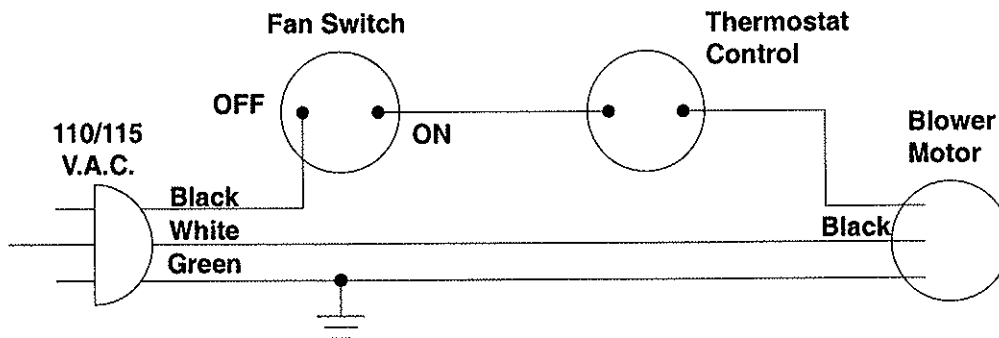 Fan Switch
Thermostat
Control
OFF
ON
110/115
V.A.C.
Blower
Motor
Black
White
Black
Green